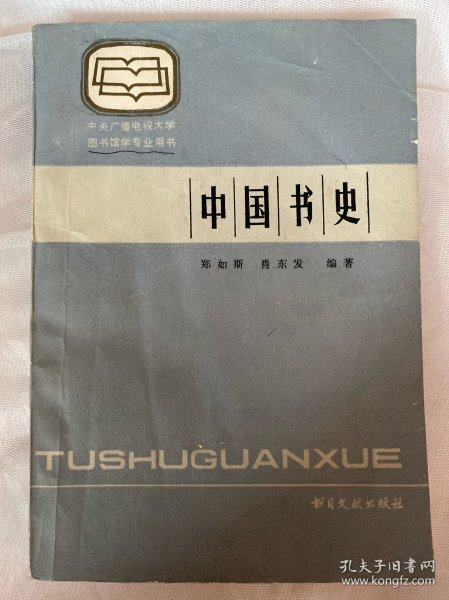 中央广播电视大学
图书馆学专业用书
中国书史
郑如斯 肖东发 编著
TUSHUGUANXUE
书目文献出版社
孔夫子旧书网
www.kongfz.com